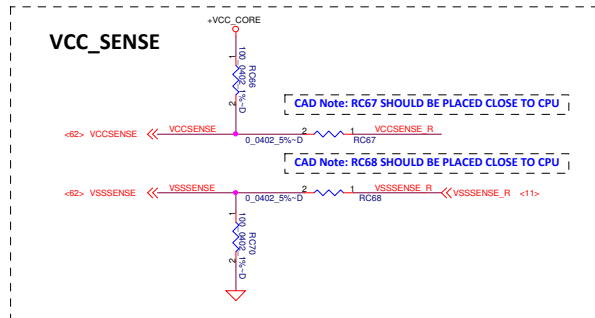 +VCC_CORE
VCC_SENSE
1
100_0402_1%~D
RC66
2
CAD Note: RC67 SHOULD BE PLACED CLOSE TO CPU
<62> VCCSENSE VCCSENSE 2 1 VCCSENSE_R
0_0402_5%~D RC67
CAD Note: RC68 SHOULD BE PLACED CLOSE TO CPU
<62> VSSSENSE VSSSENSE 2 1 VSSSENSE_R VSSSENSE_R <11>
0_0402_5%~D RC68
1
100_0402_1%~D
RC70
2